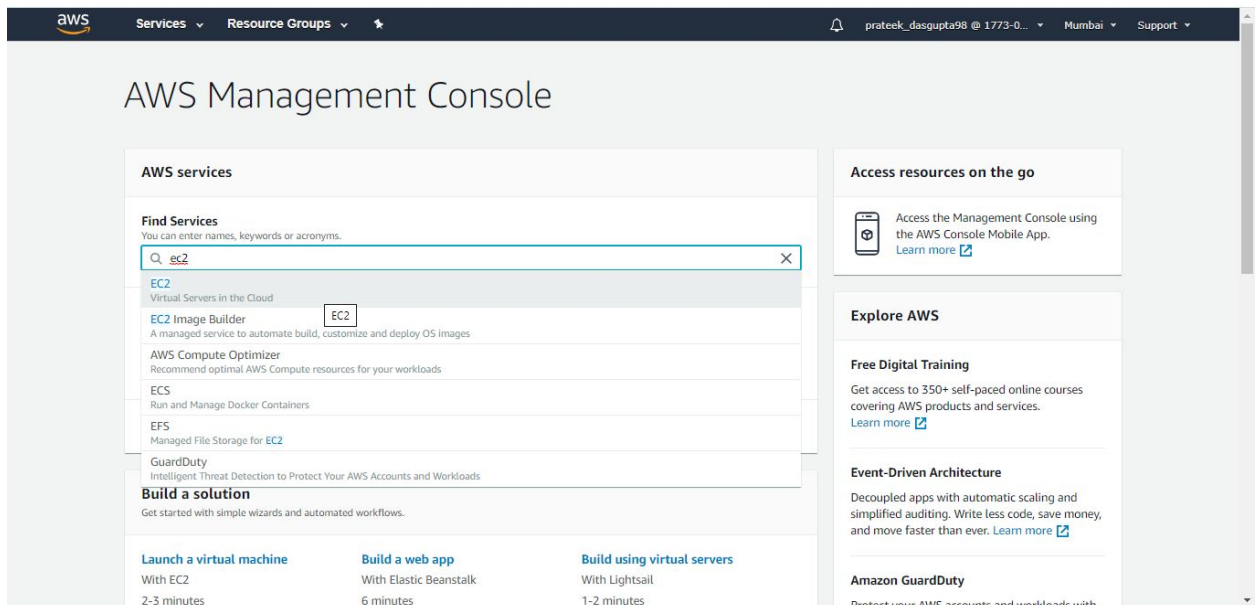 aws
Services
Resource Groups
prateek_dasgupta98 @ 1773-0...
Mumbai
Support
AWS Management Console
AWS services
Find Services
You can enter names, keywords or acronyms.
ec2
EC2
Virtual Servers in the Cloud
EC2
EC2 Image Builder
A managed service to automate build, customize and deploy OS images
AWS Compute Optimizer
Recommend optimal AWS Compute resources for your workloads
ECS
Run and Manage Docker Containers
EFS
Managed File Storage for EC2
GuardDuty
Intelligent Threat Detection to Protect Your AWS Accounts and Workloads
Build a solution
Get started with simple wizards and automated workflows.
Launch a virtual machine
With EC2
2-3 minutes
Build a web app
With Elastic Beanstalk
6 minutes
Build using virtual servers
With Lightsail
1-2 minutes
Access resources on the go
Access the Management Console using
the AWS Console Mobile App.
Learn more
Explore AWS
Free Digital Training
Get access to 350+ self-paced online courses
covering AWS products and services.
Learn more
Event-Driven Architecture
Decoupled apps with automatic scaling and
simplified auditing. Write less code, save money,
and move faster than ever. Learn more
Amazon GuardDuty
Protect your AWS accounts and workloads with